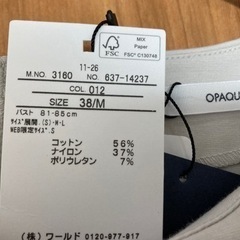 FSC
MIX
Paper
FSC® C130748
11-26
M.NO. 3160 NO. 637-14237
COL. 012
SIZE 38/M
バスト 81-85cm
サイズ展開.(S)・M・L
WEB限定サイズ.S
コットン 56%
ナイロン 37%
ポリウレタン 7%
(株)ワールド 0120-977-917
OPAQU